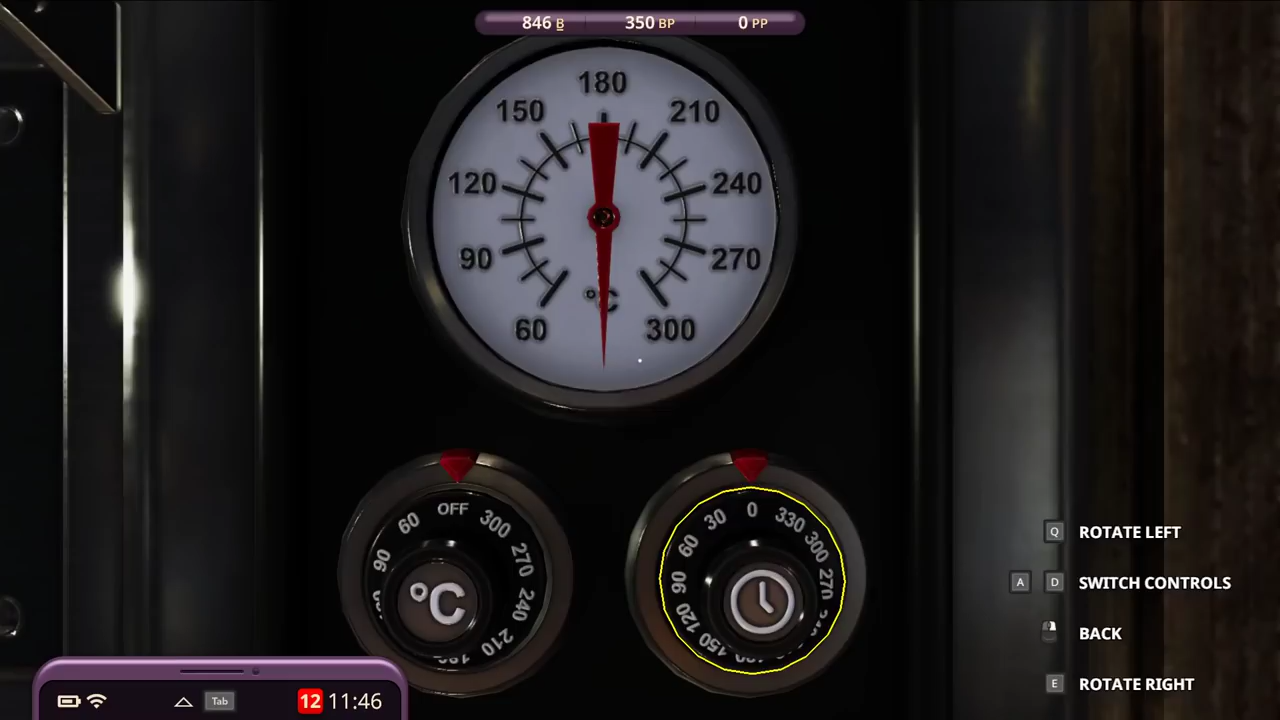 846 B 350 BP 0 PP
180
150 210
120 240
90 270
°C
60 300
OFF
60 300
90 270
240
210
180
°C
0
30 330
60 300
90 270
120
150
ROTATE LEFT
Q
A D SWITCH CONTROLS
BACK
E ROTATE RIGHT
Tab 12 11:46